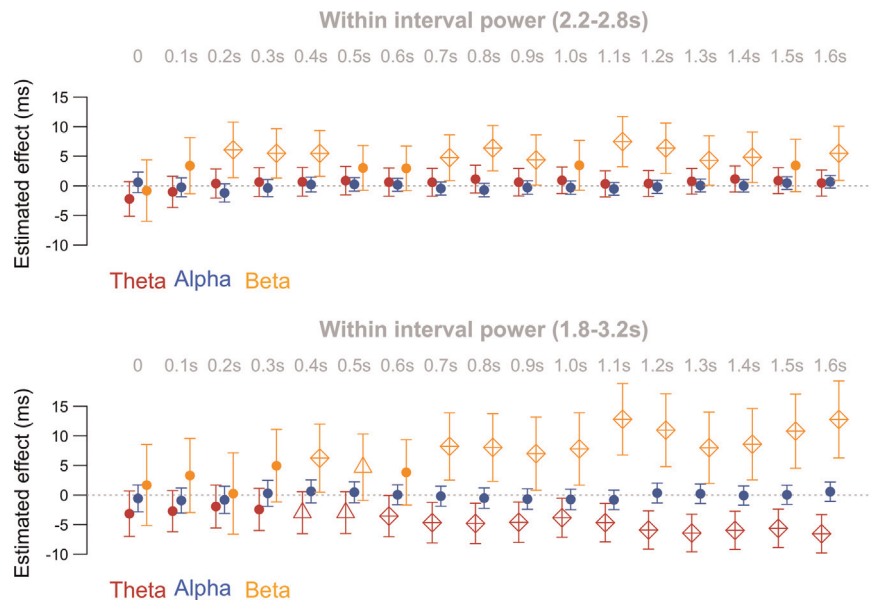 Within interval power (2.2-2.8s)
0 0.1s 0.2s 0.3s 0.4s 0.5s 0.6s 0.7s 0.8s 0.9s 1.0s 1.1s 1.2s 1.3s 1.4s 1.5s 1.6s
Estimated effect (ms)
15
10
5
0
-5
-10
Theta Alpha Beta
Within interval power (1.8-3.2s)
0 0.1s 0.2s 0.3s 0.4s 0.5s 0.6s 0.7s 0.8s 0.9s 1.0s 1.1s 1.2s 1.3s 1.4s 1.5s 1.6s
Estimated effect (ms)
15
10
5
0
-5
-10
Theta Alpha Beta